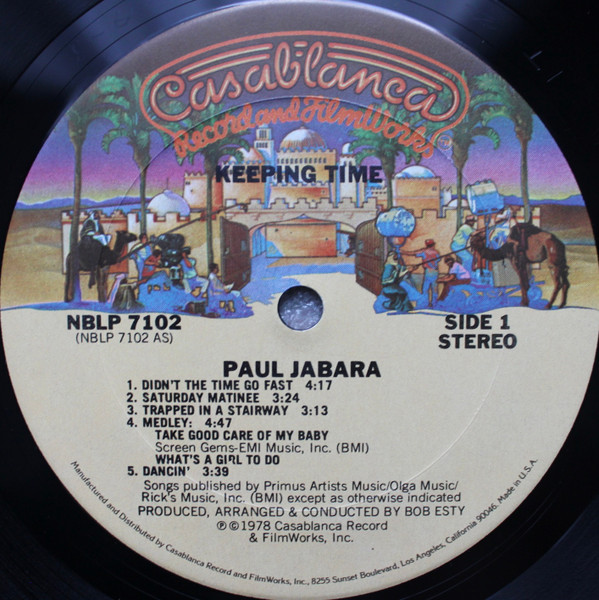 Casablanca
Record and FilmWorks
KEEPING TIME
NBLP 7102
(NBLP 7102 AS)
SIDE 1
STEREO
PAUL JABARA
1. DIDN'T THE TIME GO FAST 4:17
2. SATURDAY MATINEE 3:24
3. TRAPPED IN A STAIRWAY 3:13
4. MEDLEY: 4:47
TAKE GOOD CARE OF MY BABY
Screen Gems-EMI Music, Inc. (BMI)
WHAT'S A GIRL TO DO
5. DANCIN' 3:39
Songs published by Primus Artists Music/Olga Music/
Rick's Music, Inc. (BMI) except as otherwise indicated
PRODUCED, ARRANGED & CONDUCTED BY BOB ESTY
Ⓟ©1978 Casablanca Record
& FilmWorks, Inc.
Manufactured and Distributed by Casablanca Record and FilmWorks, Inc., 8255 Sunset Boulevard, Los Angeles, California 90046. Made in U.S.A.